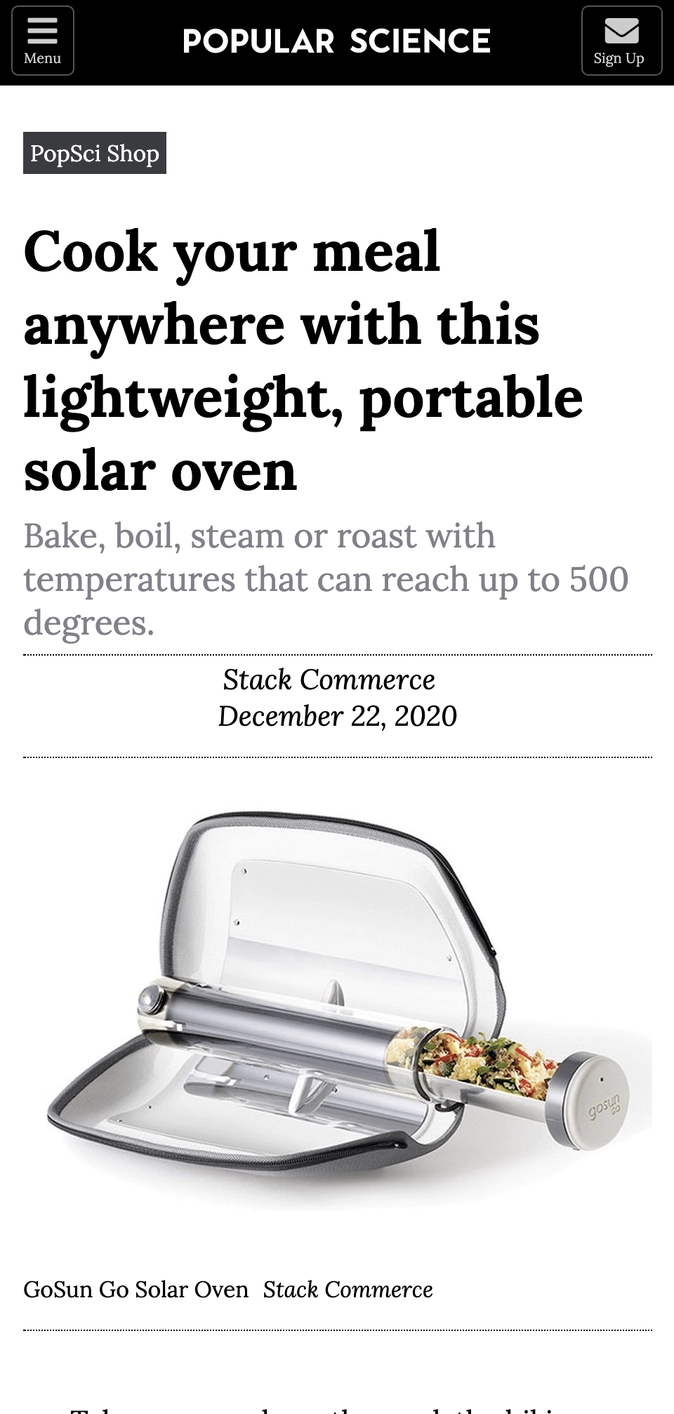 Menu
POPULAR SCIENCE
Sign Up
PopSci Shop
Cook your meal
anywhere with this
lightweight, portable
solar oven
Bake, boil, steam or roast with
temperatures that can reach up to 500
degrees.
Stack Commerce
December 22, 2020
gosun
GO
GoSun Go Solar Oven Stack Commerce